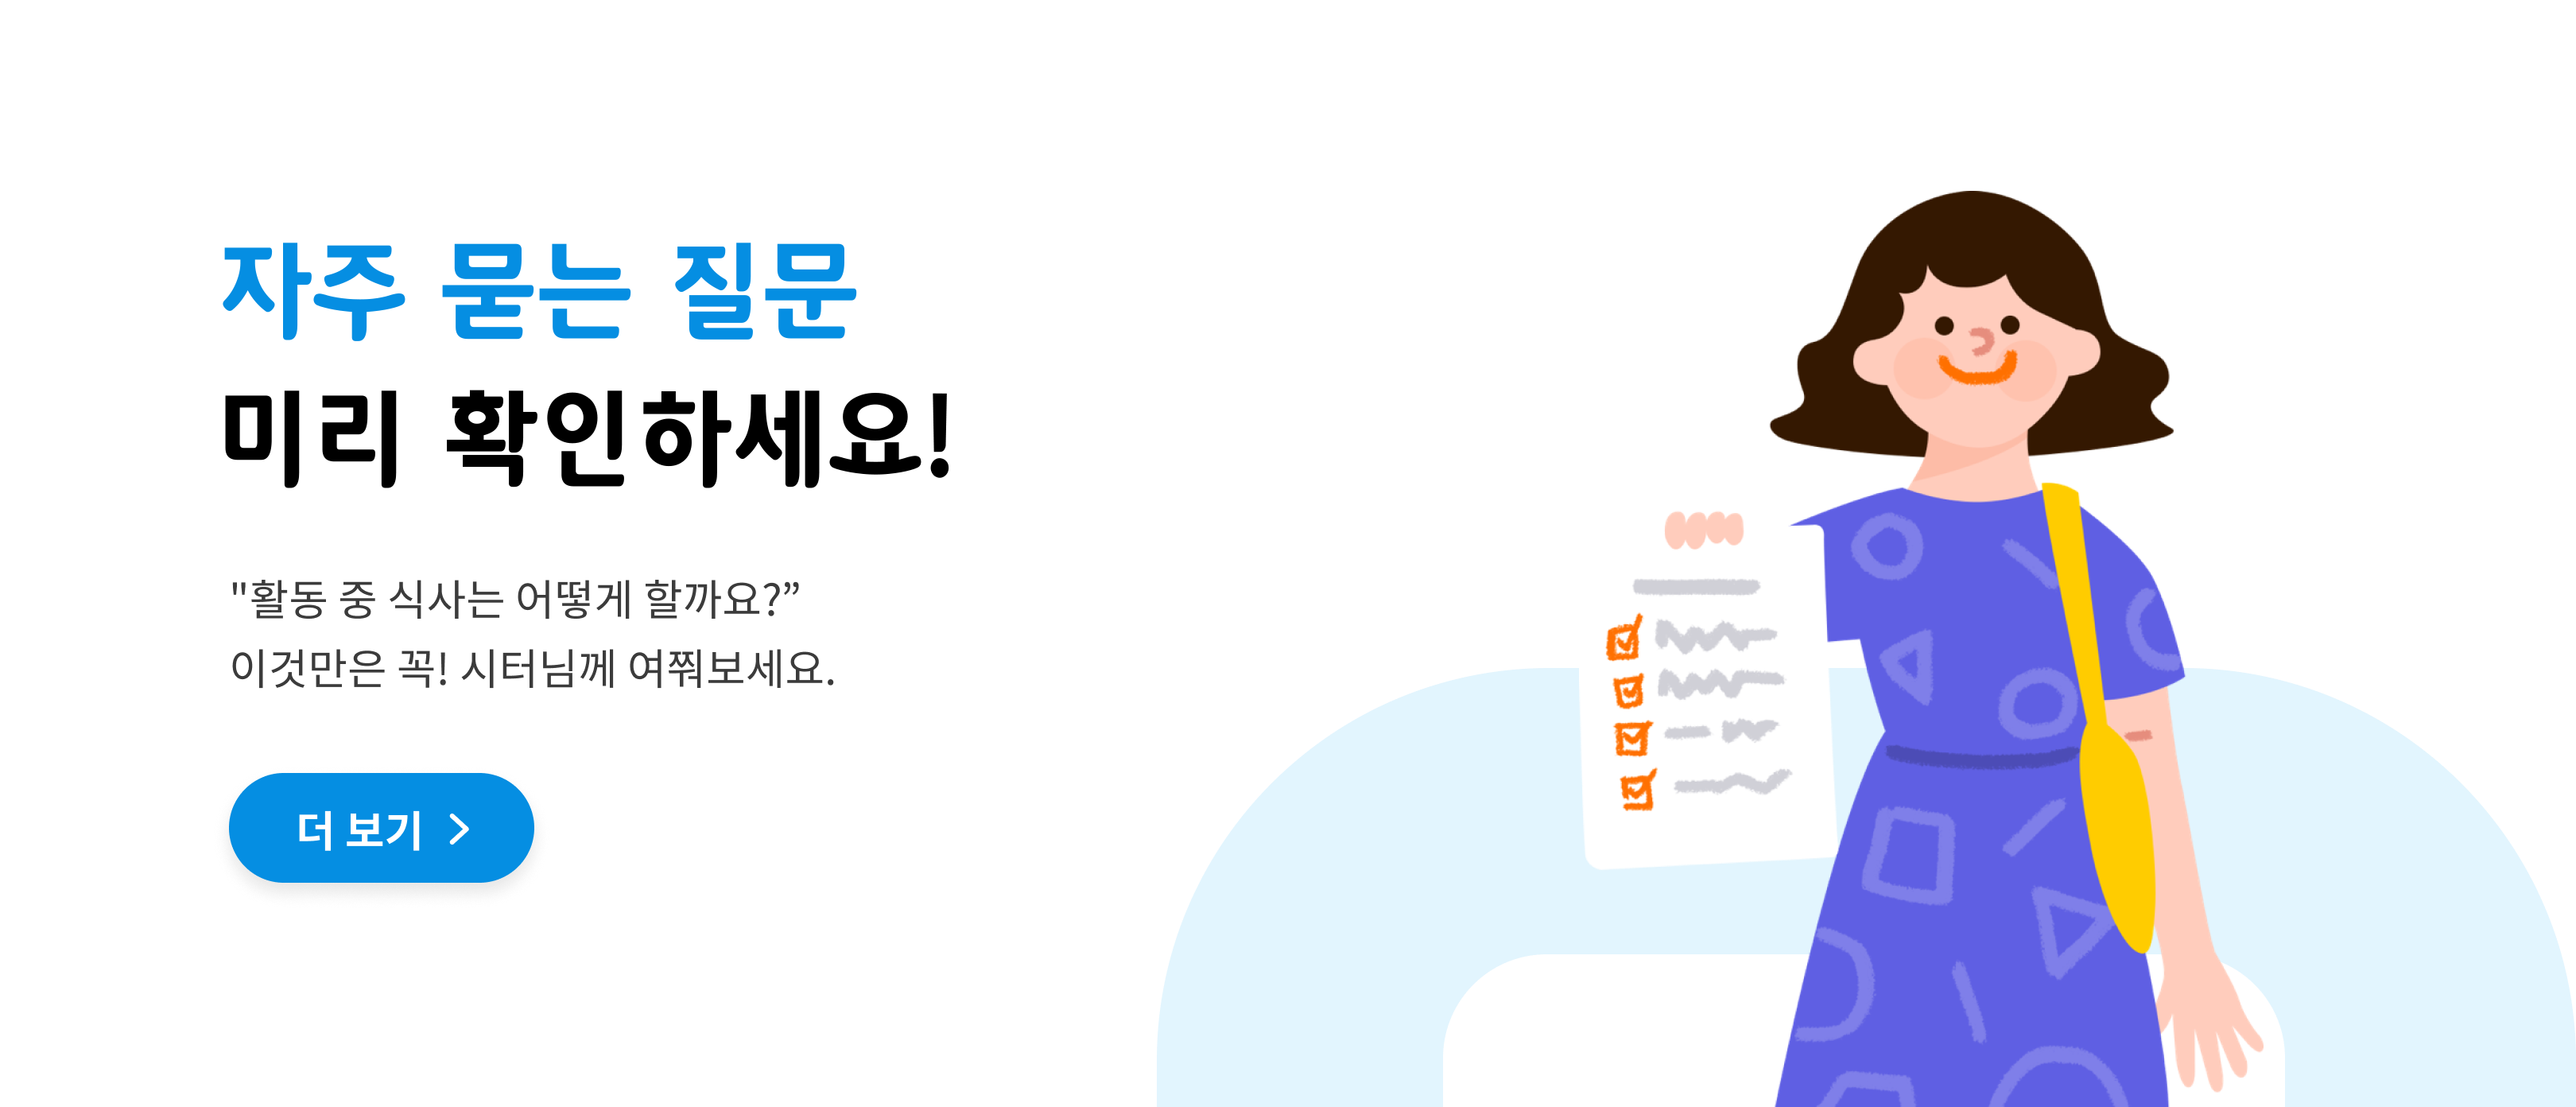 자주 묻는 질문
미리 확인하세요!
"활동 중 식사는 어떻게 할까요?”
이것만은 꼭! 시터님께 여쭤보세요.
더 보기 >